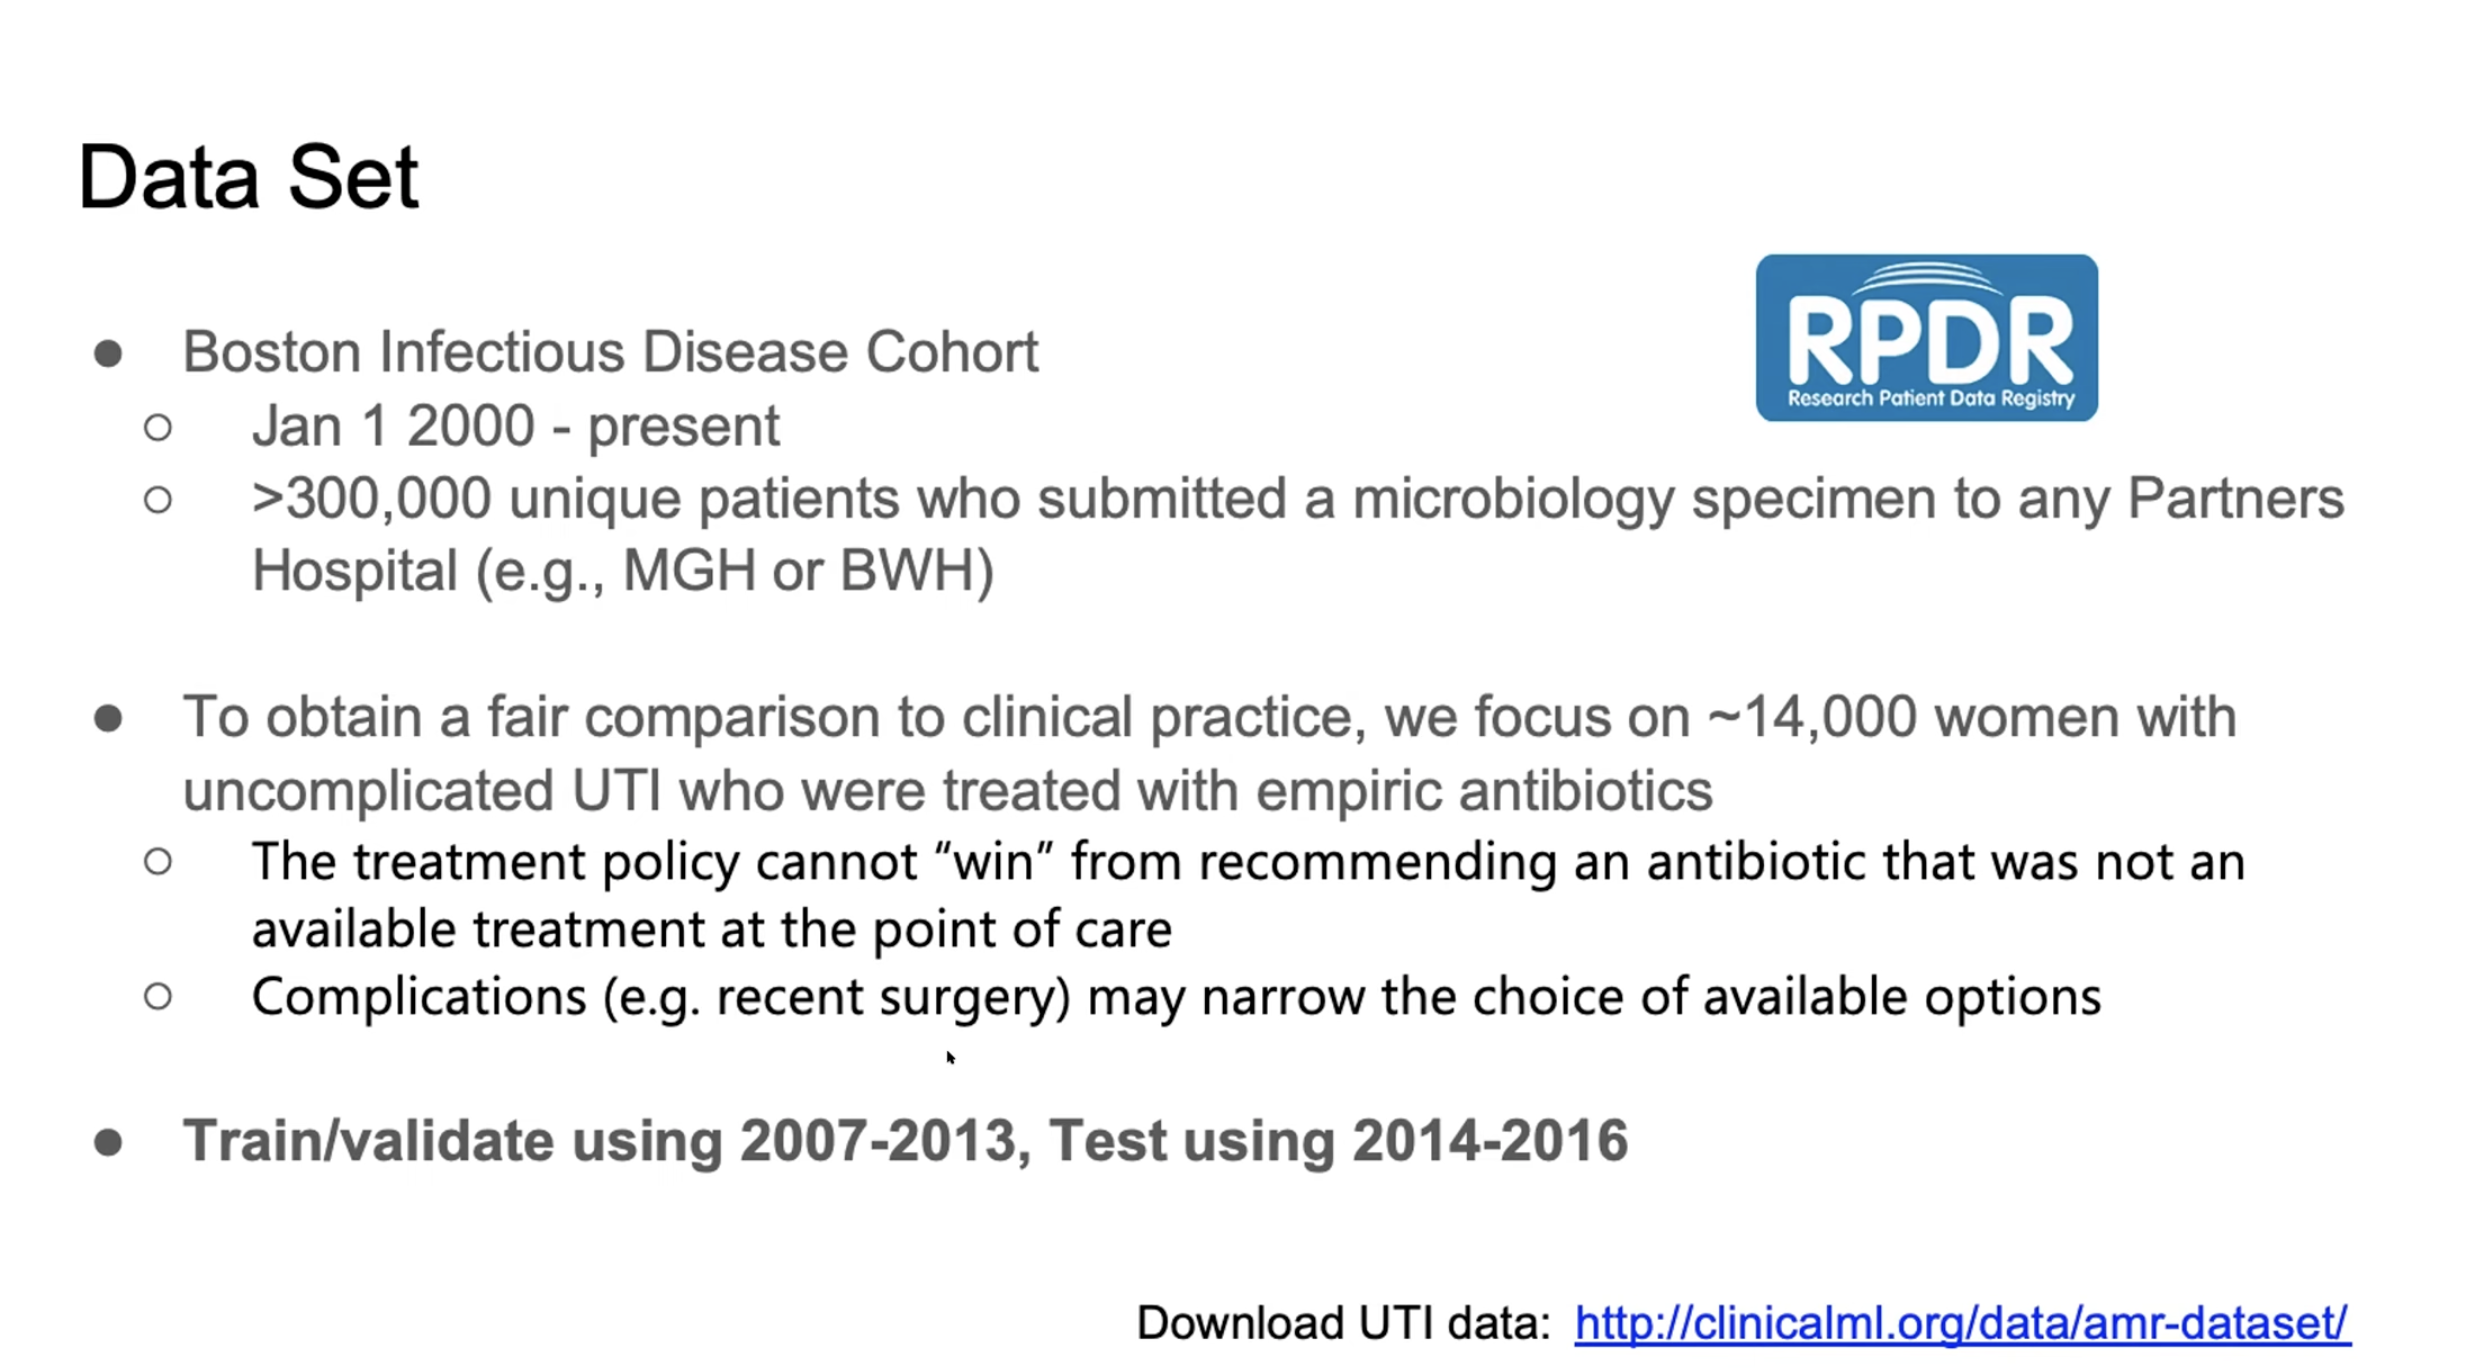 Data Set
RPDR
Research Patient Data Registry
● Boston Infectious Disease Cohort
○ Jan 1 2000 - present
○ >300,000 unique patients who submitted a microbiology specimen to any Partners
Hospital (e.g., MGH or BWH)
● To obtain a fair comparison to clinical practice, we focus on ~14,000 women with
uncomplicated UTI who were treated with empiric antibiotics
○ The treatment policy cannot “win” from recommending an antibiotic that was not an
available treatment at the point of care
○ Complications (e.g. recent surgery) may narrow the choice of available options
● Train/validate using 2007-2013, Test using 2014-2016
Download UTI data: http://clinicalml.org/data/amr-dataset/